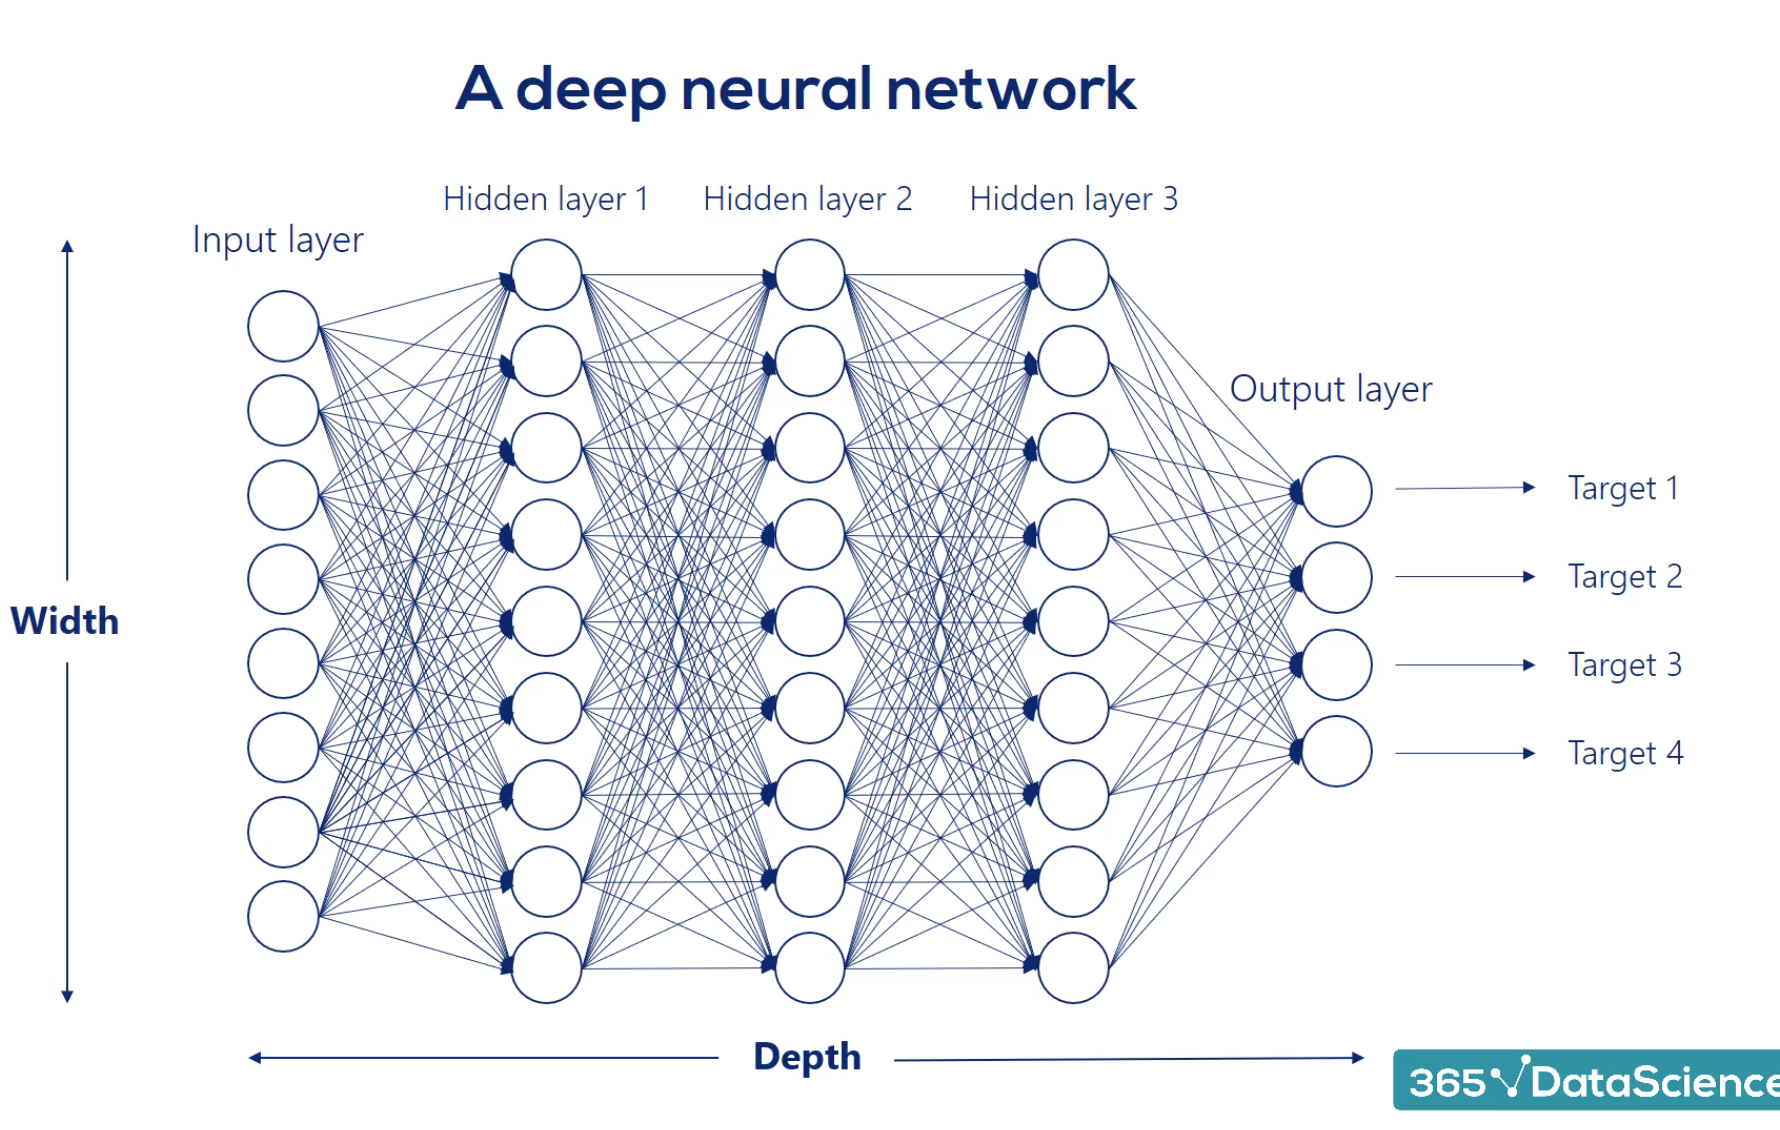 A deep neural network
Hidden layer 1
Hidden layer 2
Hidden layer 3
Input layer
Output layer
Target 1
Target 2
Width
Target 3
Target 4
Depth
365 DataScience